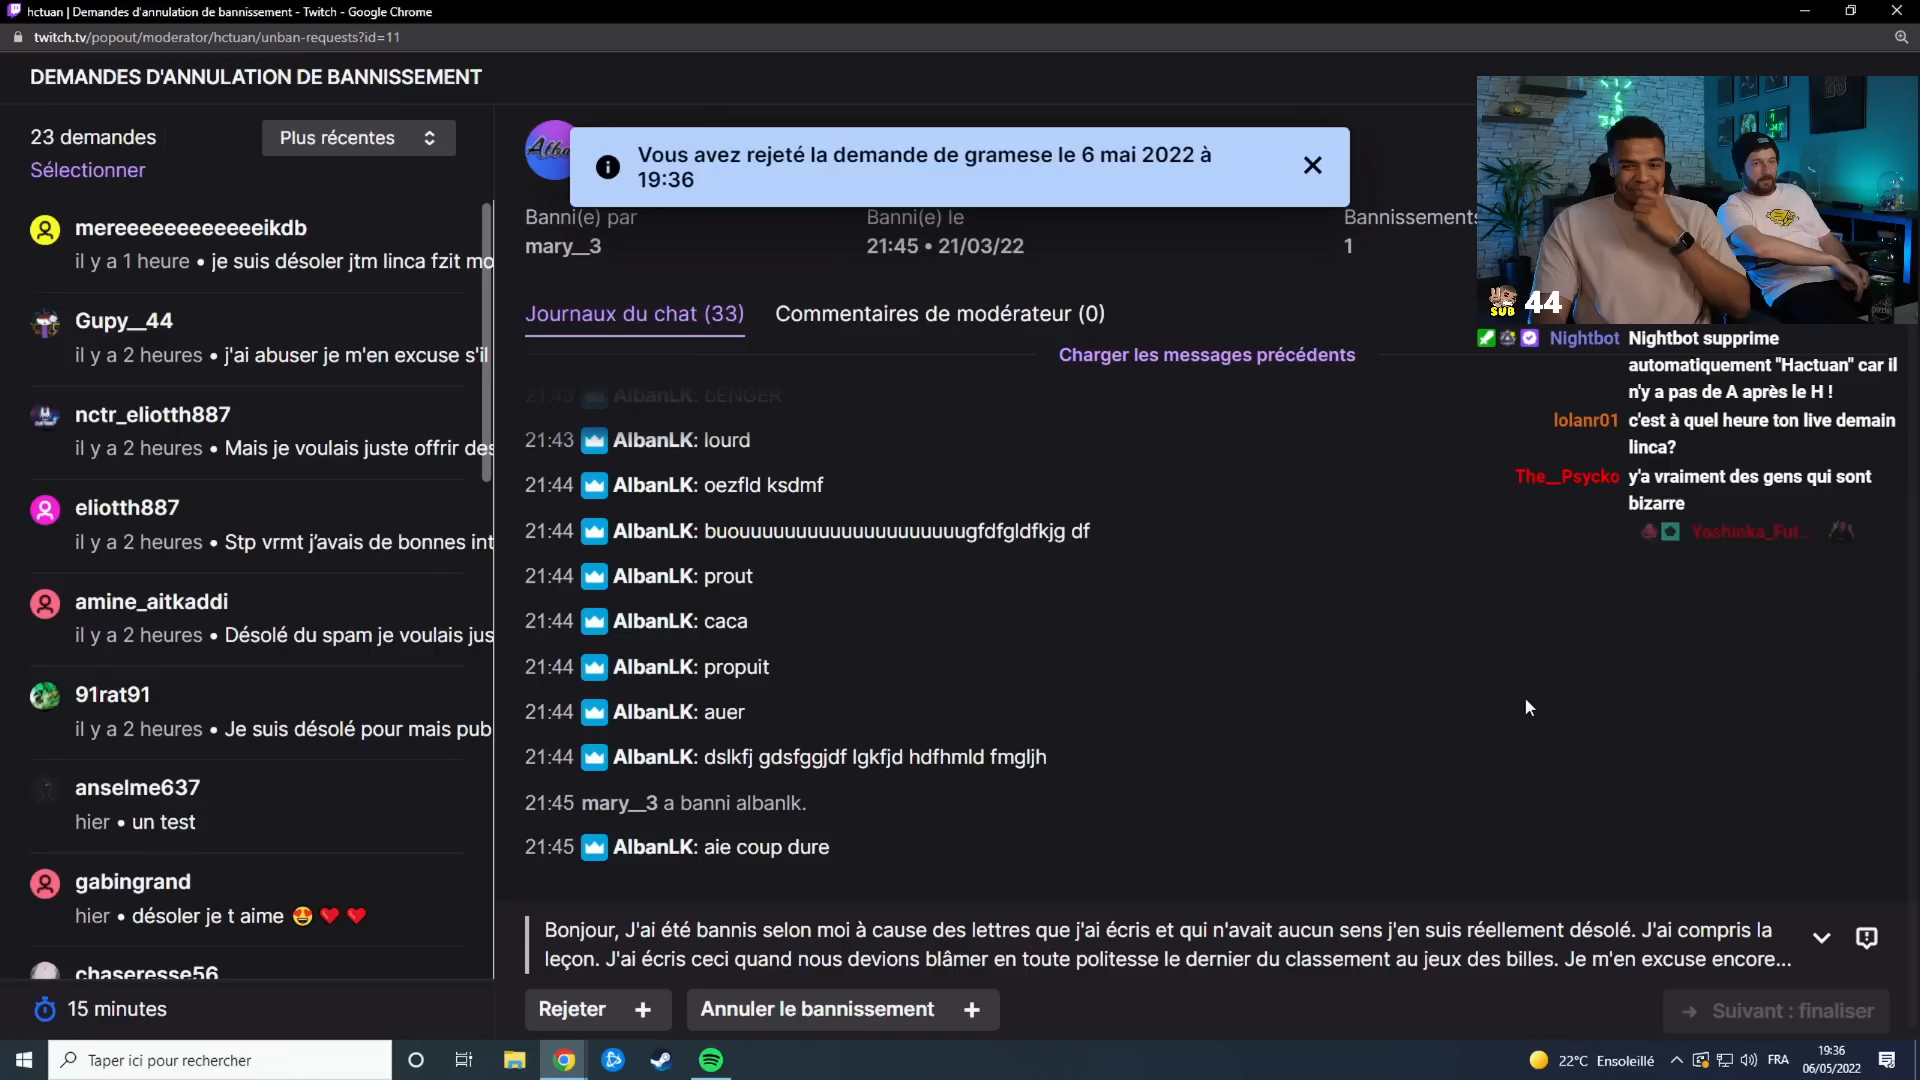 hctuan | Demandes d'annulation de bannissement - Twitch - Google Chrome
twitch.tv/popout/moderator/hctuan/unban-requests?id=11
DEMANDES D'ANNULATION DE BANNISSEMENT
23 demandes
Plus récentes
Sélectionner
mereeeeeeeeeeeeikdb
il y a 1 heure • je suis désoler jtm linca fzit mo
Gupy__44
il y a 2 heures • j'ai abuser je m'en excuse s'il
nctr_eliotth887
il y a 2 heures • Mais je voulais juste offrir des
eliotth887
il y a 2 heures • Stp vrmt j'avais de bonnes int
amine_aitkaddi
il y a 2 heures • Désolé du spam je voulais jus
91rat91
il y a 2 heures • Je suis désolé pour mais pub
anselme637
hier • un test
gabingrand
hier • désoler je t aime 😍 ❤️ ❤️
chaseresse56
15 minutes
Vous avez rejeté la demande de gramese le 6 mai 2022 à
19:36
Banni(e) par
mary__3
Banni(e) le
21:45 • 21/03/22
Bannissements
1
Journaux du chat (33)
Commentaires de modérateur (0)
Charger les messages précédents
21:43 AlbanLK: bENGER
21:43 AlbanLK: lourd
21:44 AlbanLK: oezfld ksdmf
21:44 AlbanLK: buouuuuuuuuuuuuuuuuuuuuugfdfgldfkjg df
21:44 AlbanLK: prout
21:44 AlbanLK: caca
21:44 AlbanLK: propuit
21:44 AlbanLK: auer
21:44 AlbanLK: dslkfj gdsfggjdf lgkfjd hdfhmld fmgljh
21:45 mary__3 a banni albanlk.
21:45 AlbanLK: aie coup dure
Bonjour, J'ai été bannis selon moi à cause des lettres que j'ai écris et qui n'avait aucun sens j'en suis réellement désolé. J'ai compris la
leçon. J'ai écris ceci quand nous devions blâmer en toute politesse le dernier du classement au jeux des billes. Je m'en excuse encore...
Rejeter +
Annuler le bannissement +
Suivant : finaliser
SUB 44
Nightbot Nightbot supprime
automatiquement "Hactuan" car il
n'y a pas de A après le H !
lolanr01 c'est à quel heure ton live demain
linca?
The__Psycko y'a vraiment des gens qui sont
bizarre
Yoshioka_Fut...
Taper ici pour rechercher
22°C Ensoleillé
FRA
19:36
06/05/2022